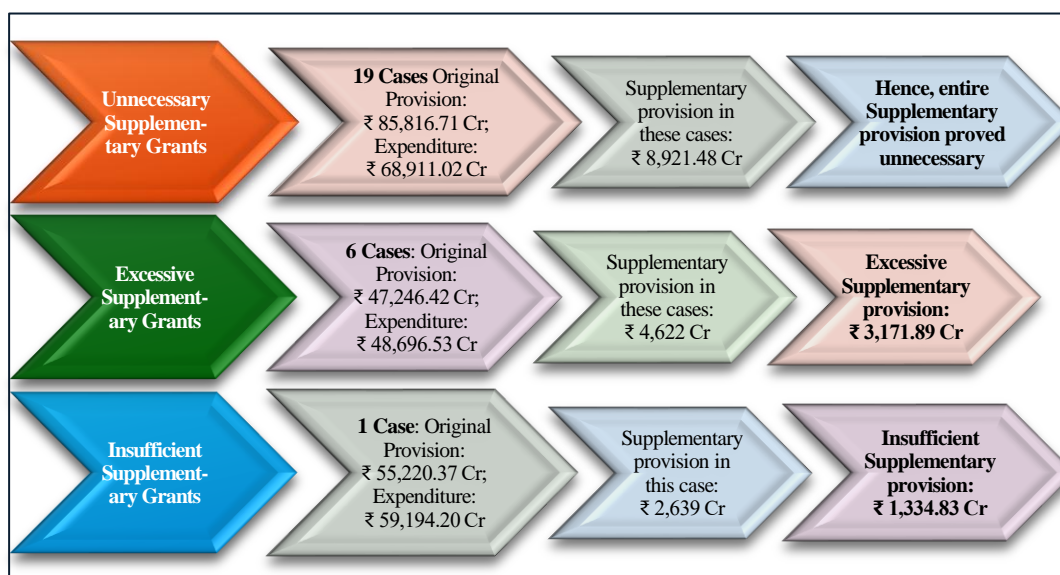 Unnecessary
Supplemen-
tary Grants
19 Cases Original
Provision:
₹ 85,816.71 Cr;
Expenditure:
₹ 68,911.02 Cr
Supplementary
provision in
these cases:
₹ 8,921.48 Cr
Hence, entire
Supplementary
provision proved
unnecessary
Excessive
Supplement-
ary Grants
6 Cases: Original
Provision:
₹ 47,246.42 Cr;
Expenditure:
₹ 48,696.53 Cr
Supplementary
provision in
these cases:
₹ 4,622 Cr
Excessive
Supplementary
provision:
₹ 3,171.89 Cr
Insufficient
Supplement-
ary Grants
1 Case: Original
Provision:
₹ 55,220.37 Cr;
Expenditure:
₹ 59,194.20 Cr
Supplementary
provision in
this case:
₹ 2,639 Cr
Insufficient
Supplementary
provision:
₹ 1,334.83 Cr